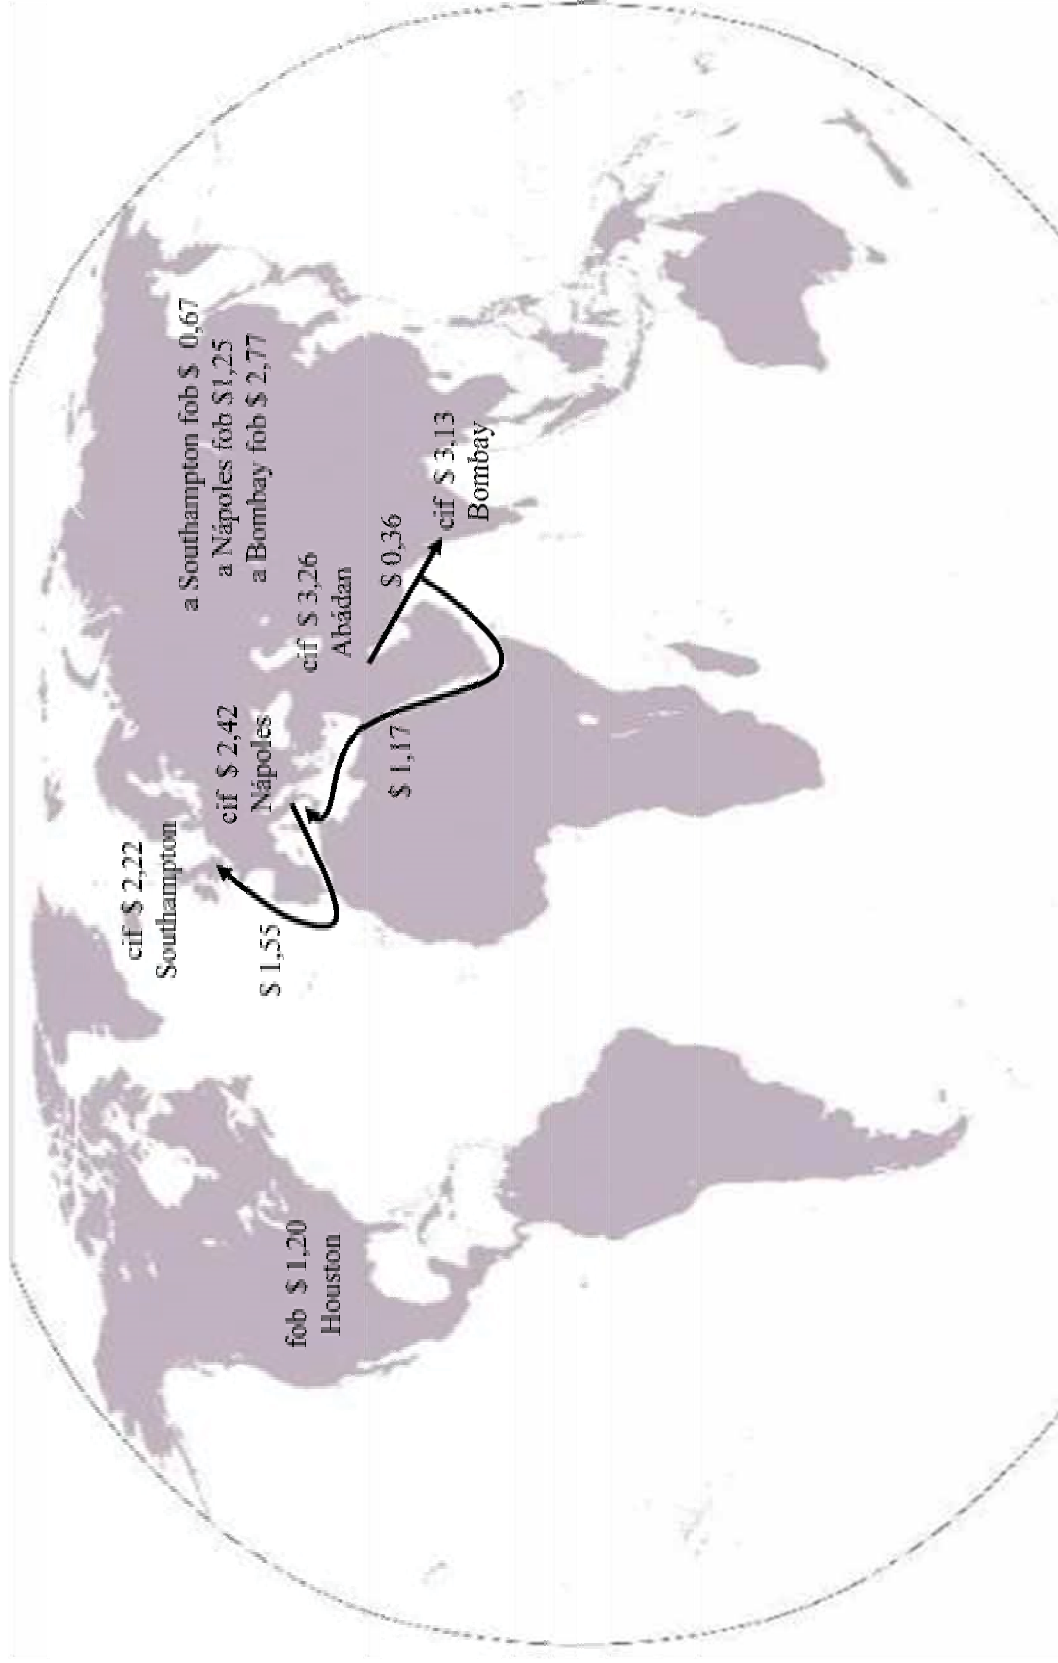 fob $ 1,20
Houston
cif $ 2,22
Southampton
$ 1,55
cif $ 2,42
Nápoles
$ 1,17
cif $ 3,26
Abádan
a Southampton fob $ 0,67
a Nápoles fob $1,25
a Bombay fob $ 2,77
$ 0,36
cif $ 3,13
Bombay